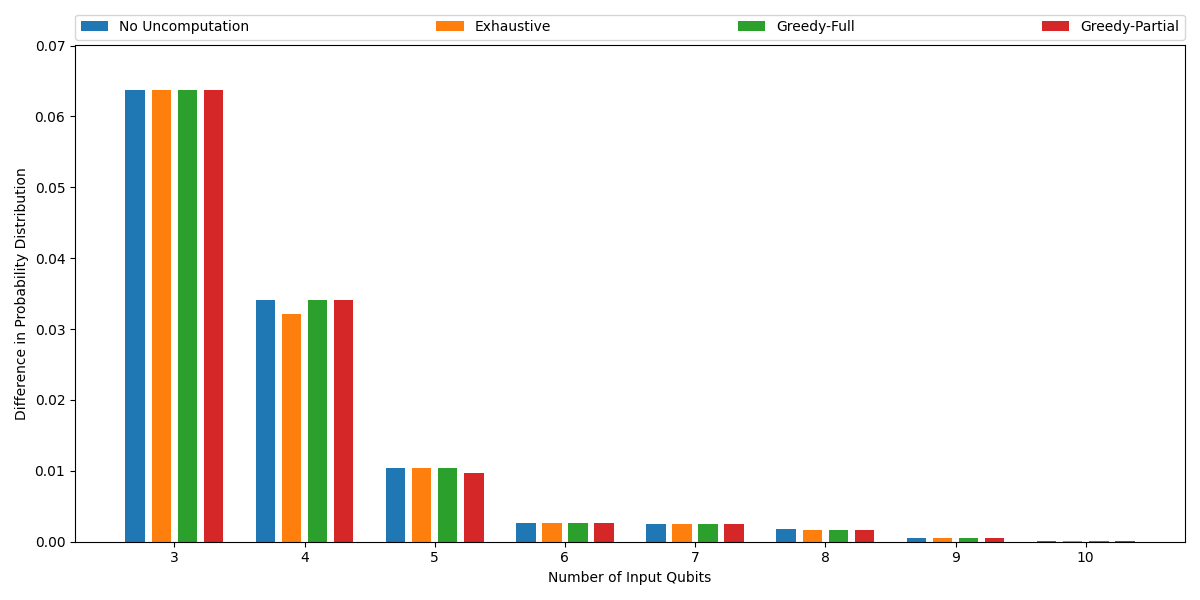 No Uncomputation Exhaustive Greedy-Full Greedy-Partial
0.07
0.06
0.05
0.04
0.03
0.02
0.01
0.00
Difference in Probability Distribution
3 4 5 6 7 8 9 10
Number of Input Qubits